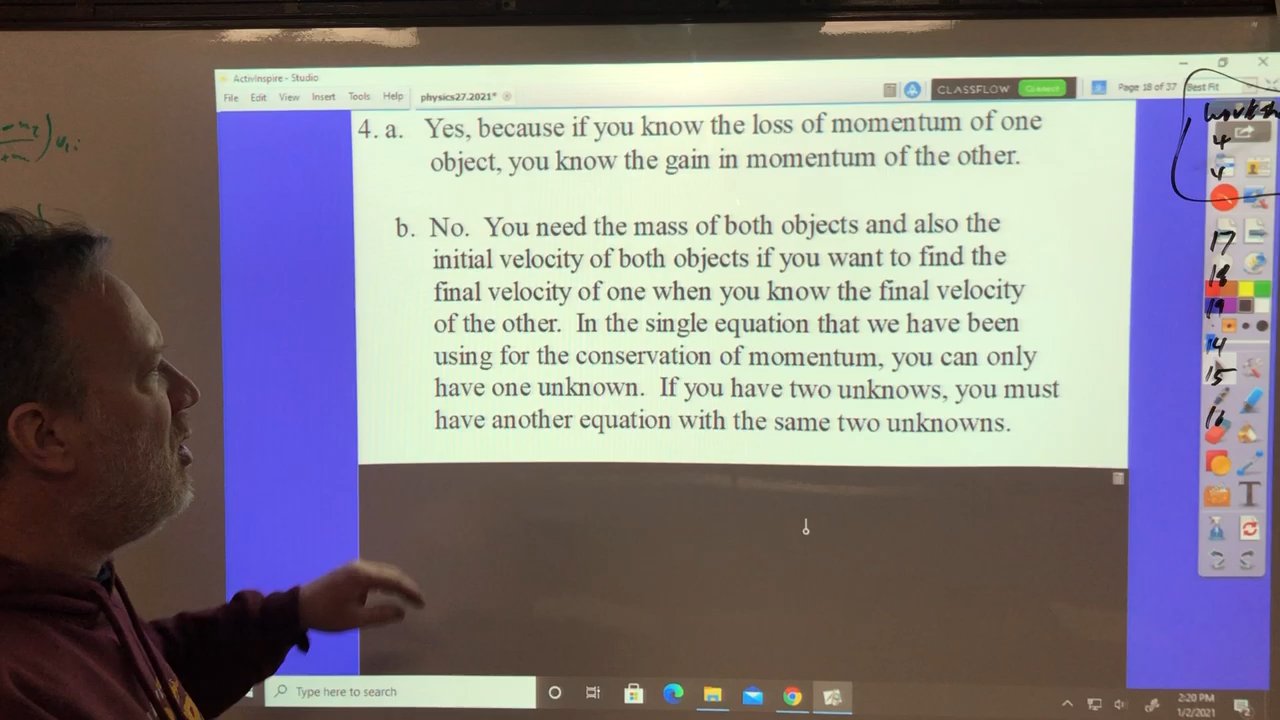 ActivInspire - Studio
File Edit View Insert Tools Help physics27.2021*
CLASSFLOW Connect Page 18 of 37 Best Fit
4. a. Yes, because if you know the loss of momentum of one
object, you know the gain in momentum of the other.
b. No. You need the mass of both objects and also the
initial velocity of both objects if you want to find the
final velocity of one when you know the final velocity
of the other. In the single equation that we have been
using for the conservation of momentum, you can only
have one unknown. If you have two unknows, you must
have another equation with the same two unknowns.
4
4
17
18
19
14
15
16
T
Type here to search
2:20 PM
1/2/2021